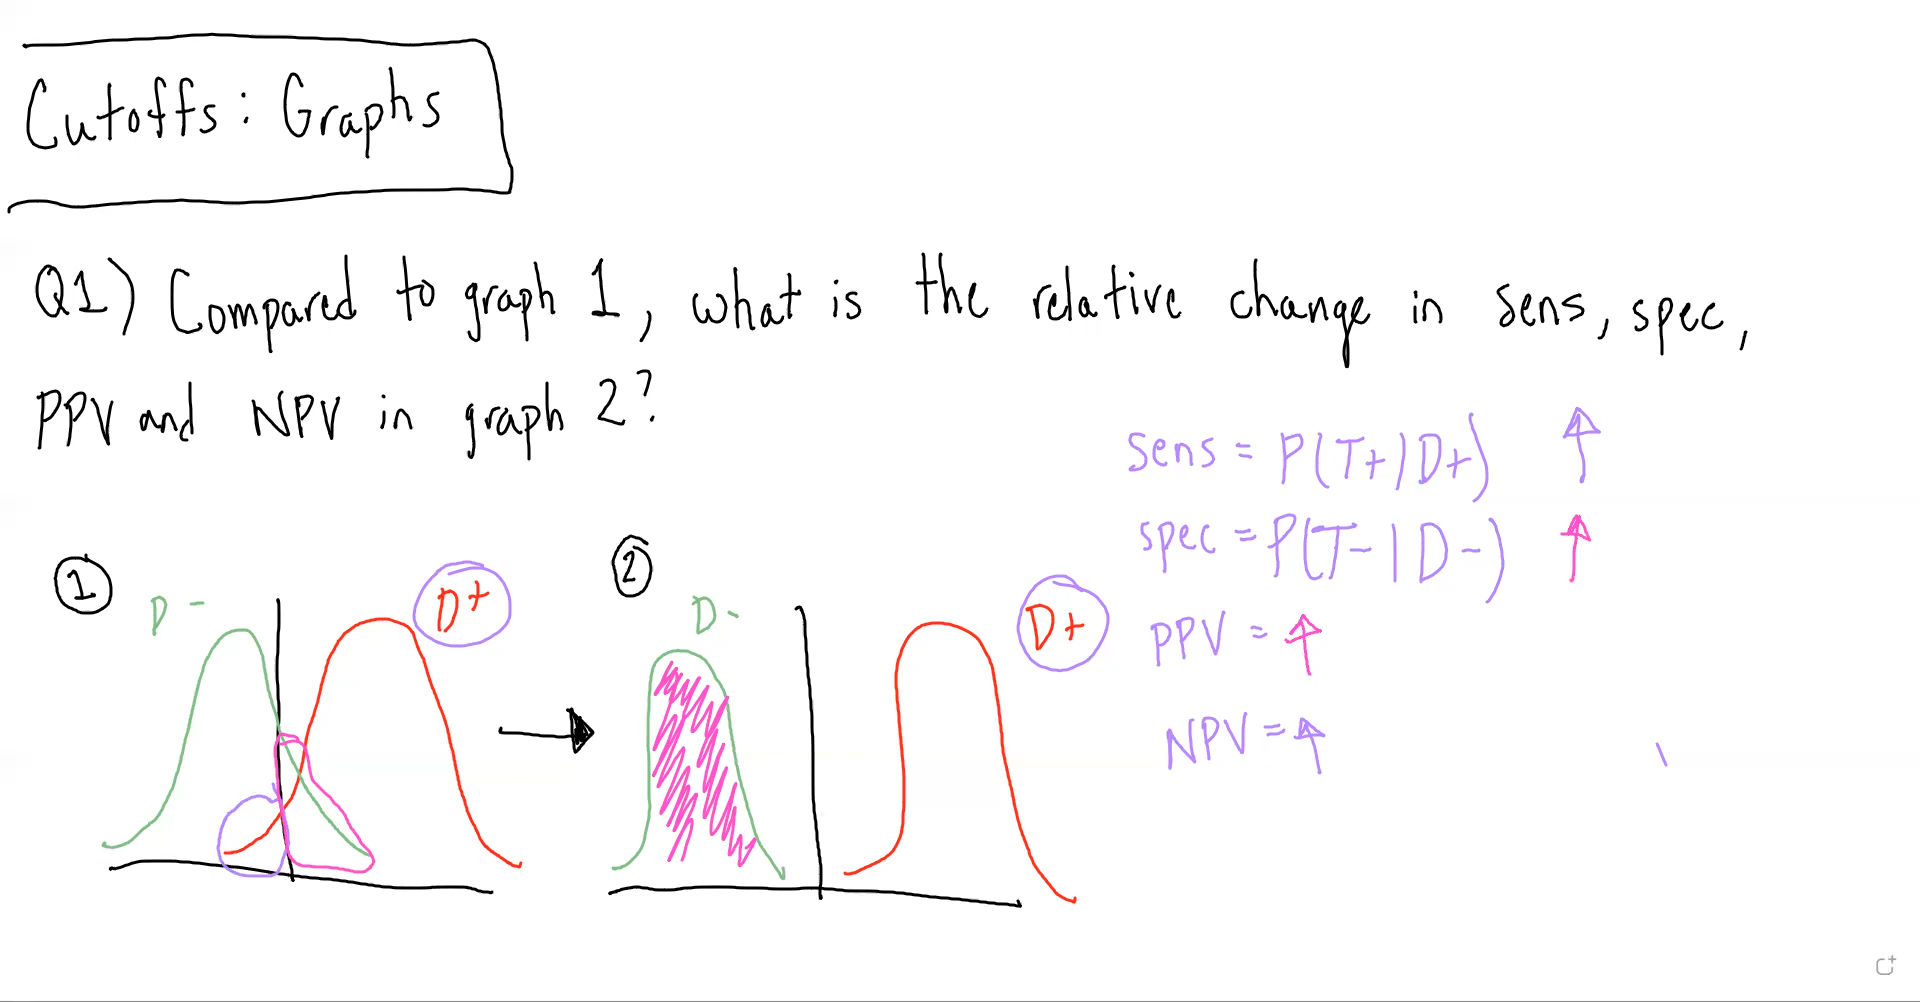 Cutoffs: Graphs
Q1) Compared to graph 1, what is the relative change in sens, spec,
PPV and NPV in graph 2?
sens = P(T+|D+) ↑
spec = P(T-|D-) ↑
PPV = ↑
NPV = ↑
1
D-
D+
2
D-
D+